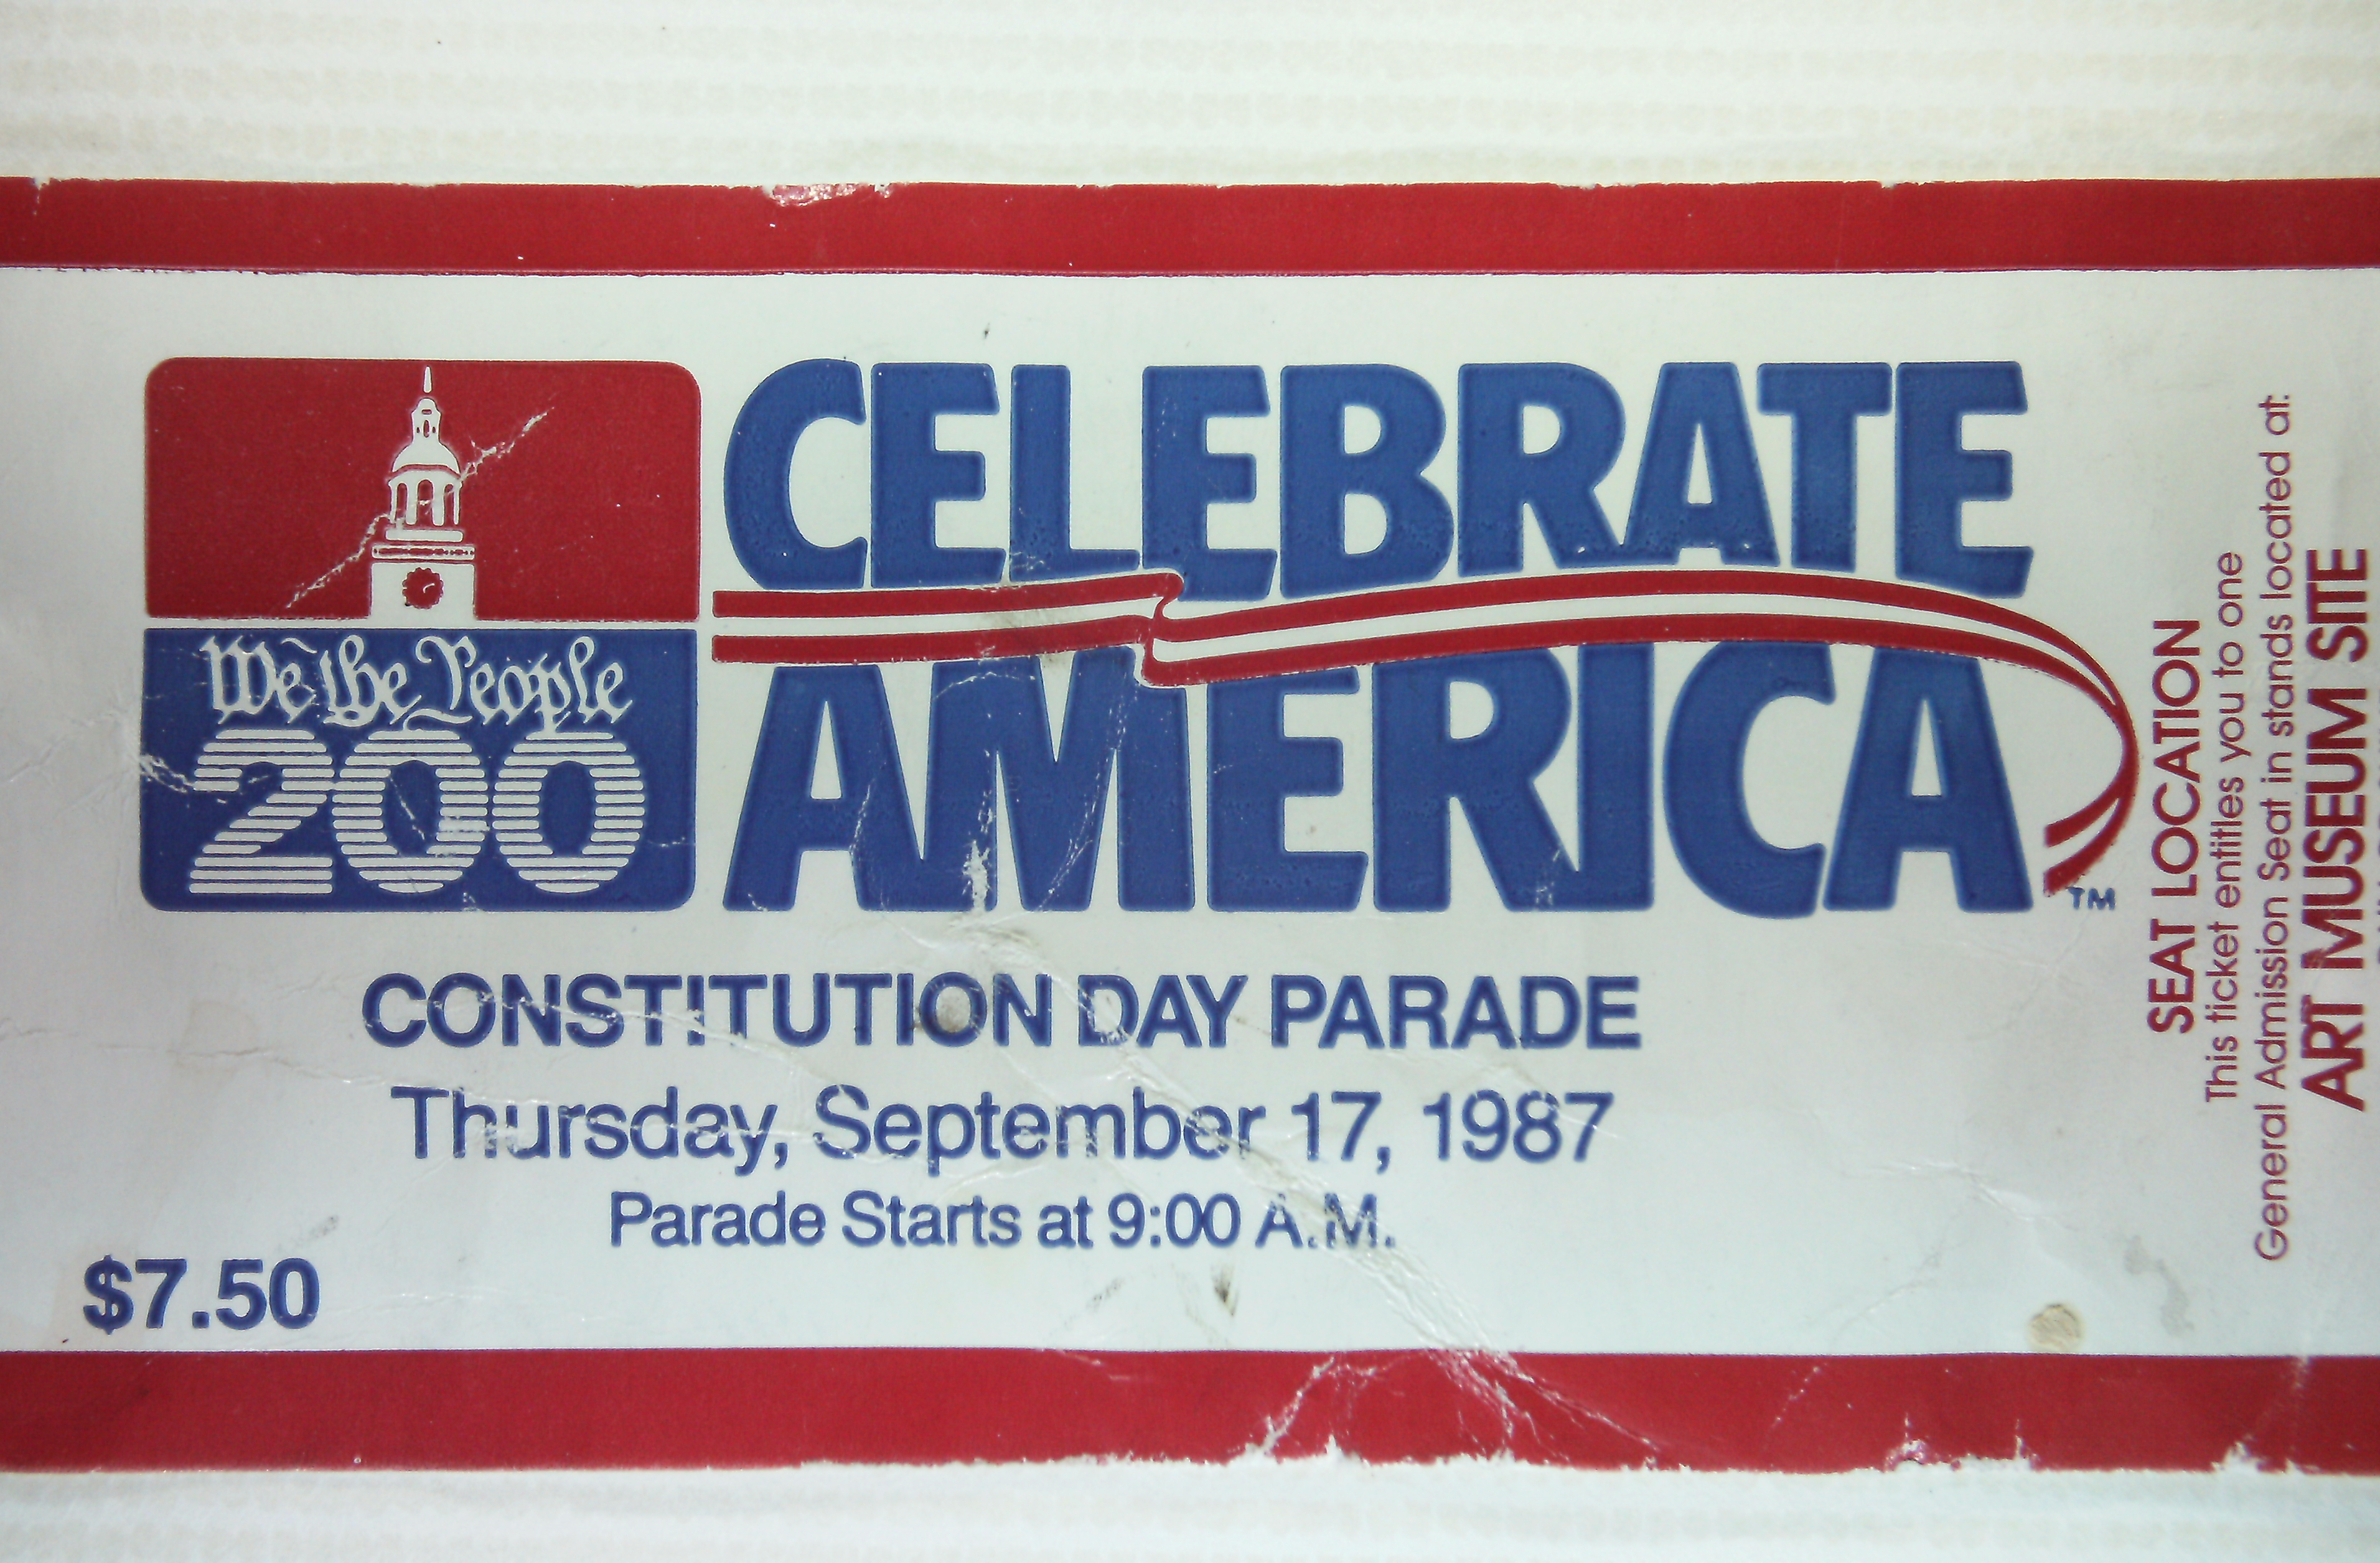 We the People
200
CELEBRATE
AMERICA
TM
CONSTITUTION DAY PARADE
Thursday, September 17, 1987
Parade Starts at 9:00 A.M.
$7.50
SEAT LOCATION
This ticket entitles you to one
General Admission Seat in stands located at:
ART MUSEUM SITE